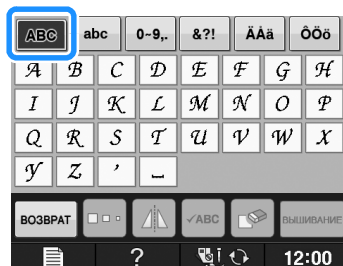 ABC abc 0~9,. &?! ÄÅä ÔÖö
A B C D E F G H
I J K L M N O P
Q R S T U V W X
Y Z ’ ␣
ВОЗВРАТ ✓ABC ВЫШИВАНИЕ
? 12:00